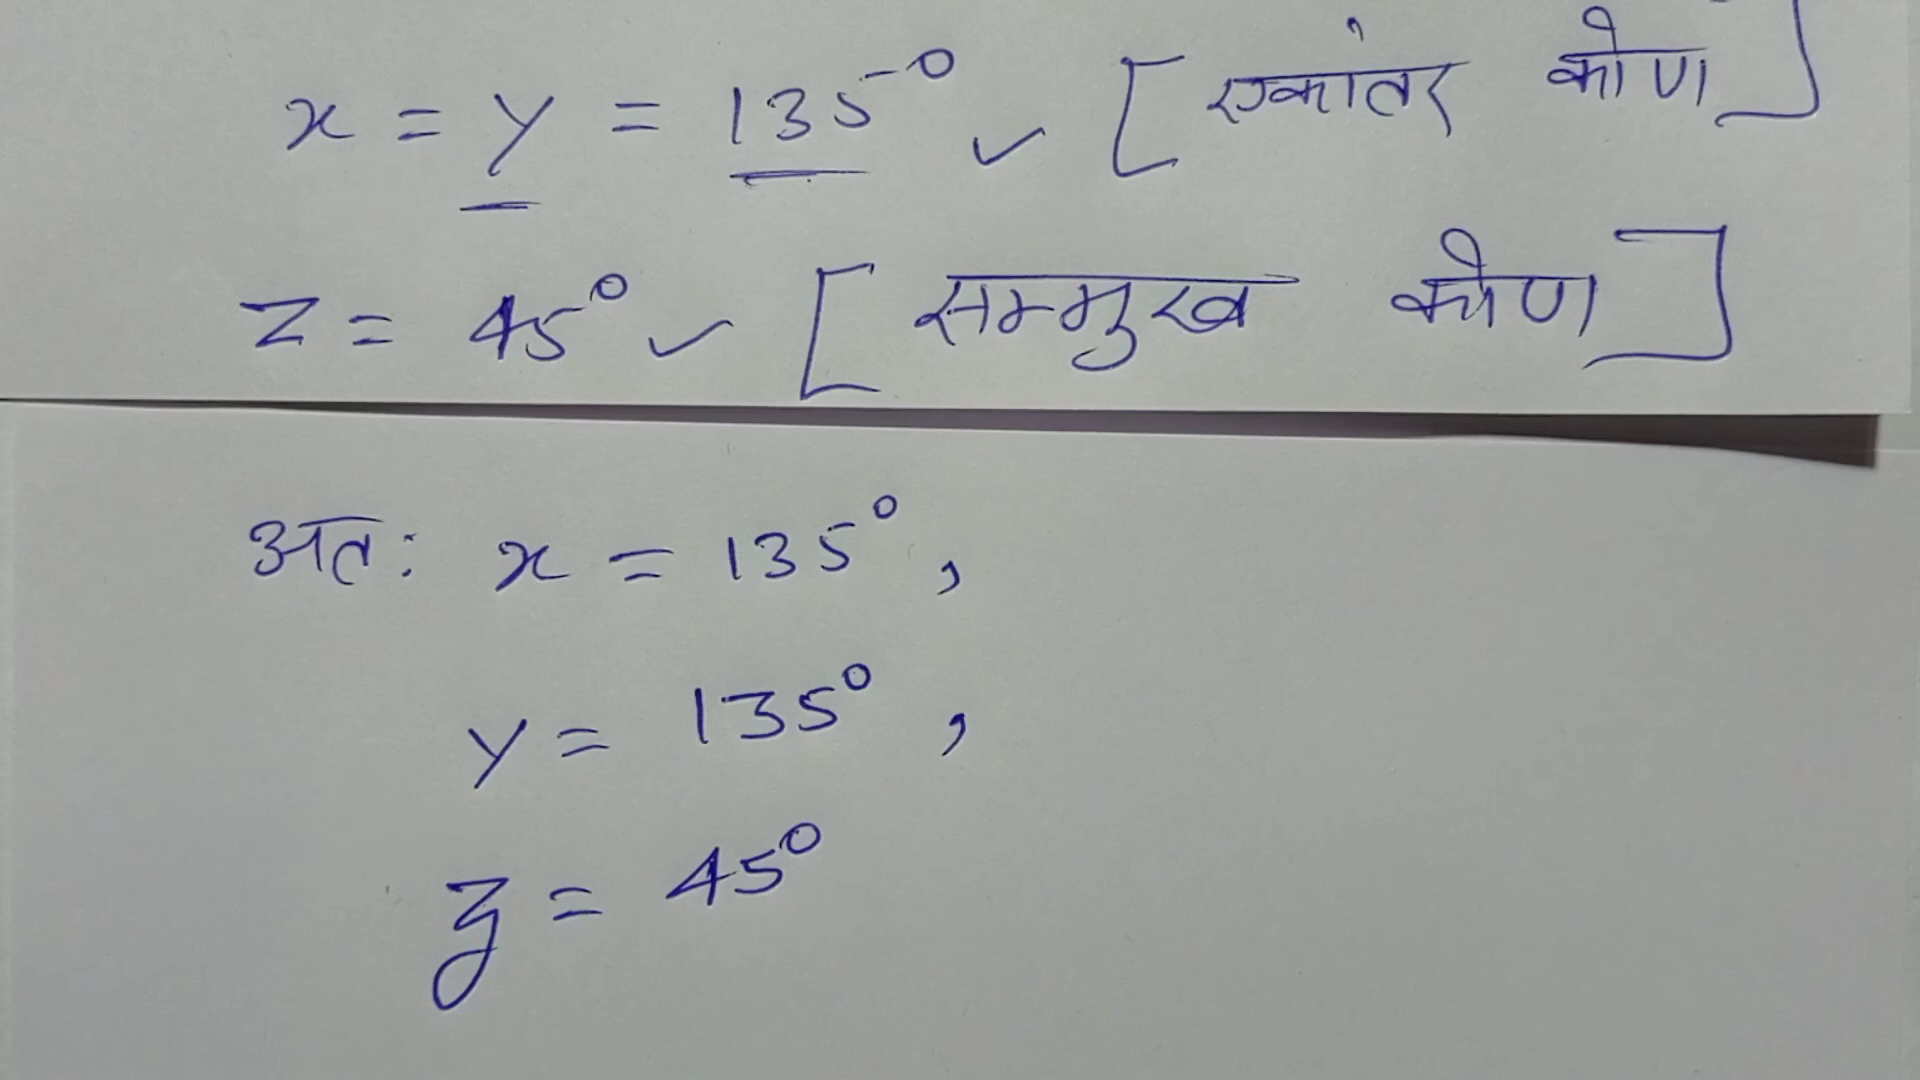 x = y = 135° ✓ [एकांतर कोण]
z = 45° ✓ [सम्मुख कोण]
अत: x = 135°,
y = 135°,
z = 45°